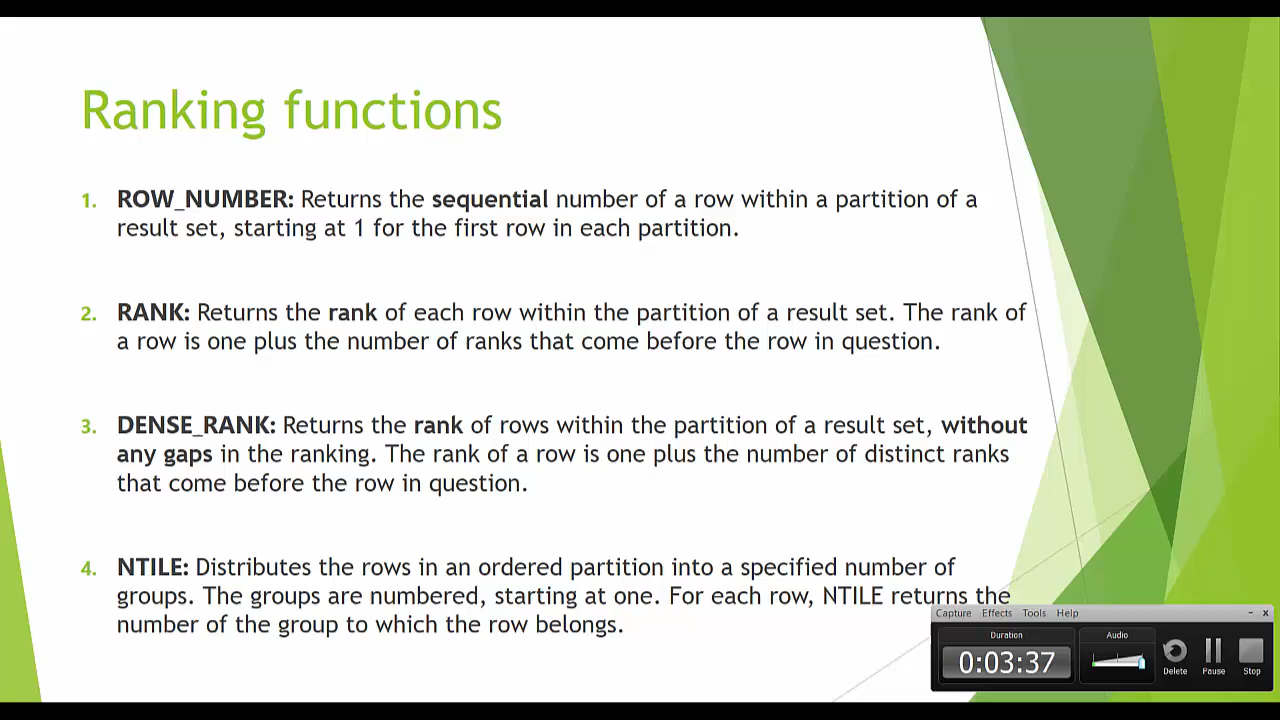 Ranking functions
1. ROW_NUMBER: Returns the sequential number of a row within a partition of a
result set, starting at 1 for the first row in each partition.
2. RANK: Returns the rank of each row within the partition of a result set. The rank of
a row is one plus the number of ranks that come before the row in question.
3. DENSE_RANK: Returns the rank of rows within the partition of a result set, without
any gaps in the ranking. The rank of a row is one plus the number of distinct ranks
that come before the row in question.
4. NTILE: Distributes the rows in an ordered partition into a specified number of
groups. The groups are numbered, starting at one. For each row, NTILE returns the
number of the group to which the row belongs.
Capture Effects Tools Help
Duration Audio
0:03:37
Delete Pause Stop